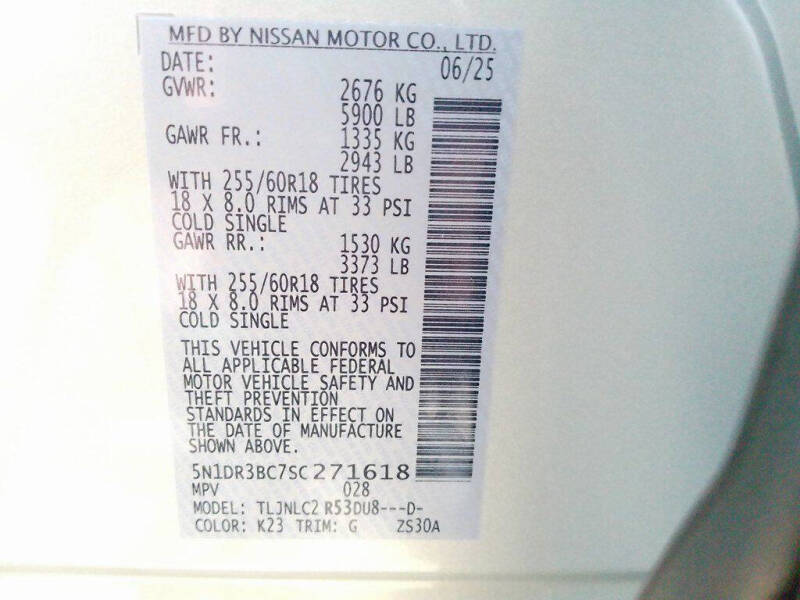 MFD BY NISSAN MOTOR CO., LTD.
DATE: 06/25
GVWR: 2676 KG
5900 LB
GAWR FR.: 1335 KG
2943 LB
WITH 255/60R18 TIRES
18 X 8.0 RIMS AT 33 PSI
COLD SINGLE
GAWR RR.: 1530 KG
3373 LB
WITH 255/60R18 TIRES
18 X 8.0 RIMS AT 33 PSI
COLD SINGLE
THIS VEHICLE CONFORMS TO
ALL APPLICABLE FEDERAL
MOTOR VEHICLE SAFETY AND
THEFT PREVENTION
STANDARDS IN EFFECT ON
THE DATE OF MANUFACTURE
SHOWN ABOVE.
5N1DR3BC7SC271618
MPV 028
MODEL: TLJNLC2 R53DU8---D-
COLOR: K23 TRIM: G ZS30A